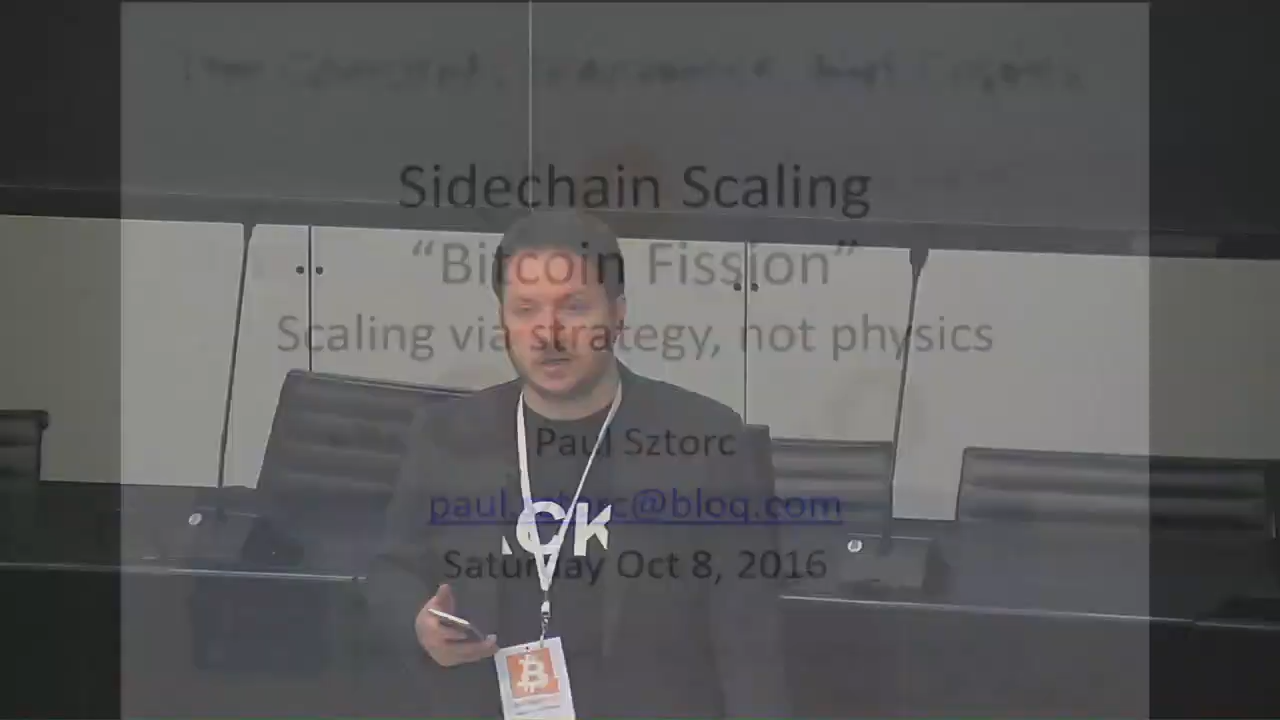 Sidechain Scaling
“Bitcoin Fission”
Scaling via strategy, not physics
Paul Sztorc
paul.sztorc@bloq.com
Saturday Oct 8, 2016